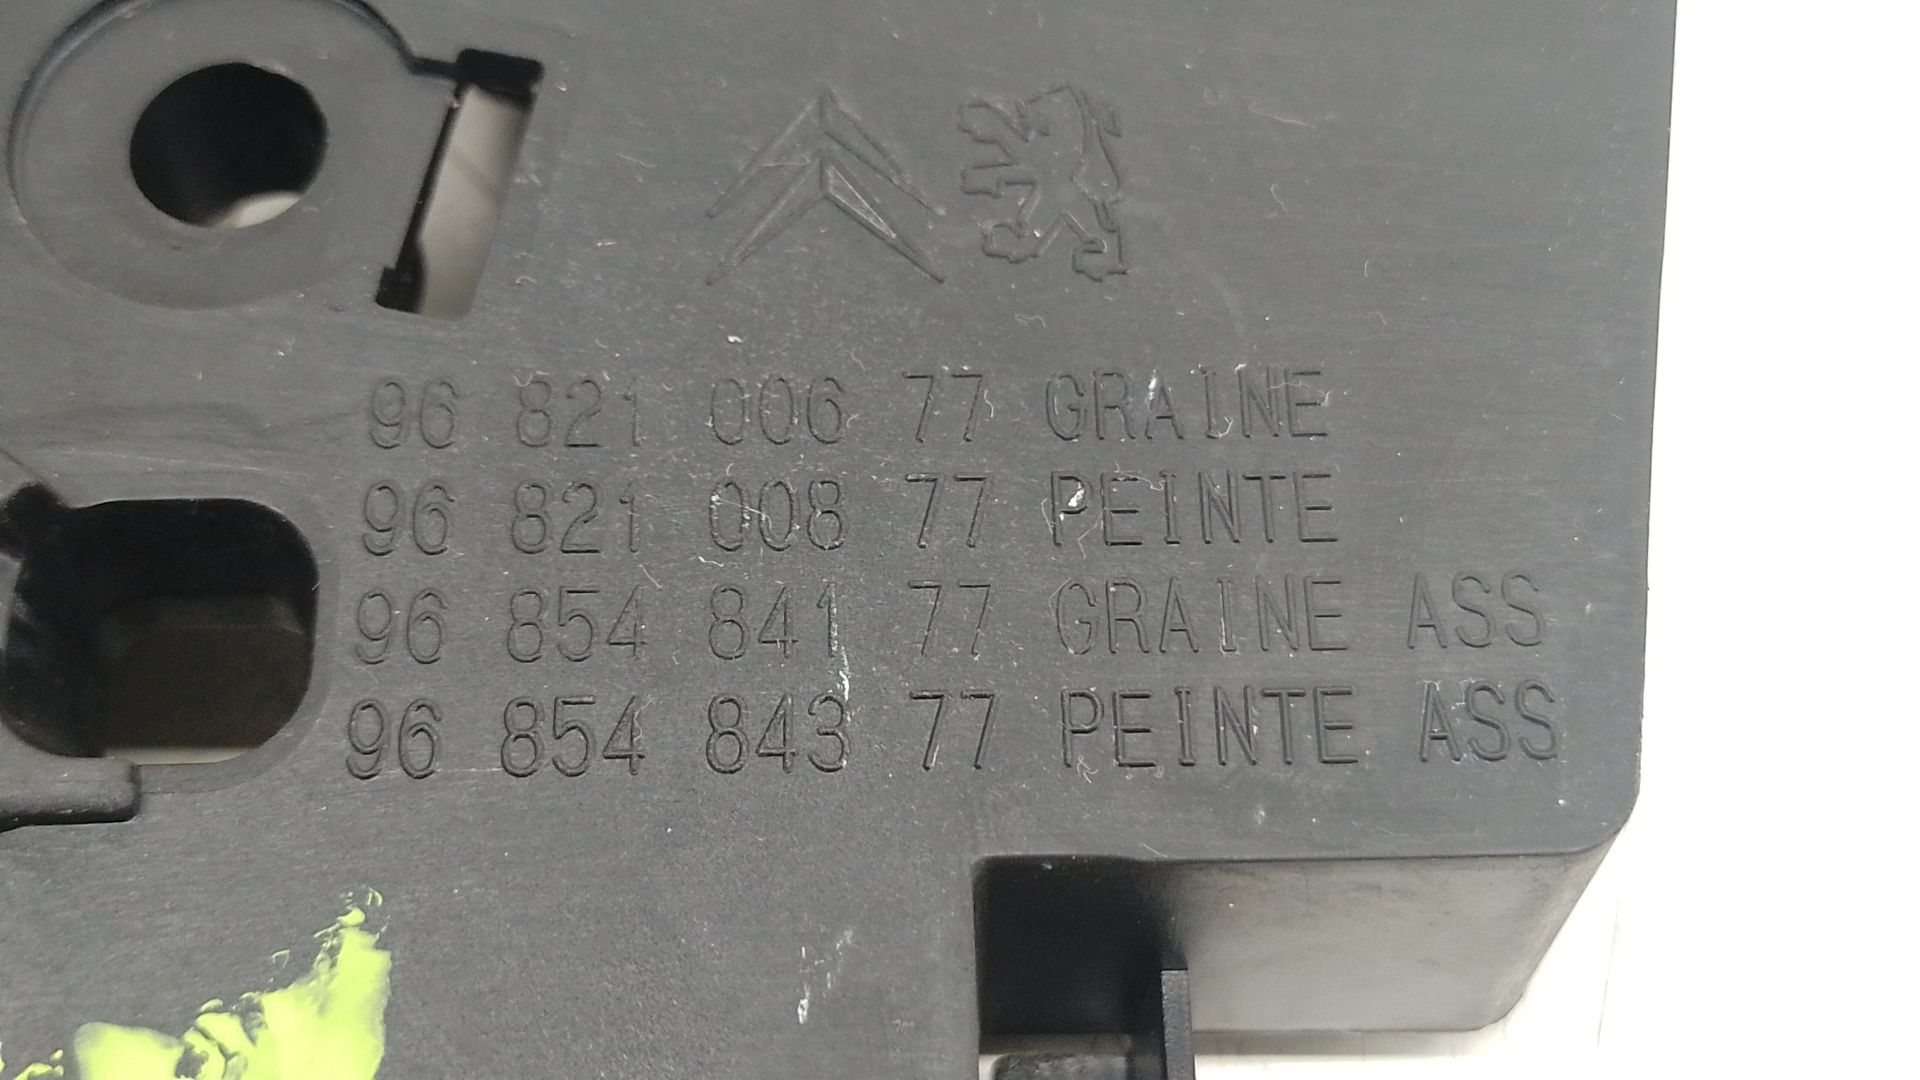 96 821 006 77 GRAINE
96 821 008 77 PEINTE
96 854 841 77 GRAINE ASS
96 854 843 77 PEINTE ASS